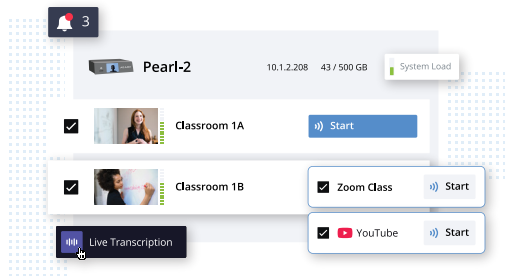 3
Pearl-2
10.1.2.208
43 / 500 GB
System Load
Classroom 1A
Start
Classroom 1B
Zoom Class
Start
YouTube
Start
Live Transcription